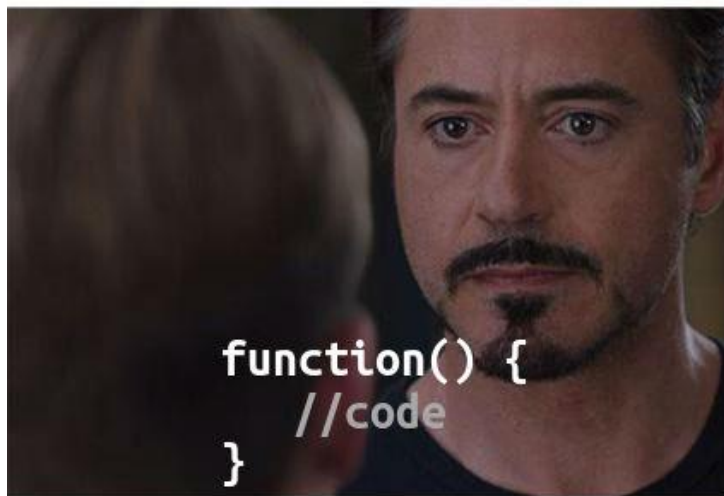 function() {
//code
}